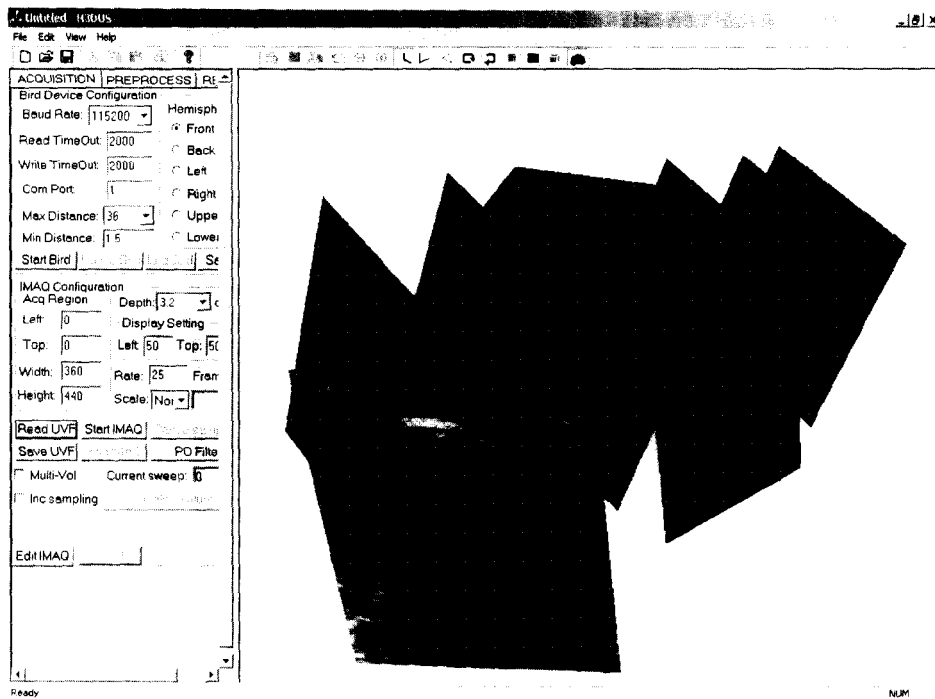 Untitled H3DUS
File Edit View Help
ACQUISITION PREPROCESS RE
Bird Device Configuration
Baud Rate: 115200
Hemisph
Front
Read TimeOut: 2000
Back
Write TimeOut: 2000
Left
Com Port: 1
Right
Max Distance: 36
Uppe
Min Distance: 1.5
Lower
Start Bird
Se
IMAQ Configuration
Acq Region
Depth: 3.2
c
Left: 0
Display Setting
Top: 0
Left: 50 Top: 50
Width: 360
Rate: 25 Fram
Height: 440
Scale: Nor
Read UVF Start IMAQ
Save UVF PO Filte
Multi-Vol Current sweep: 0
Inc sampling
Edit IMAQ
Ready
NUM